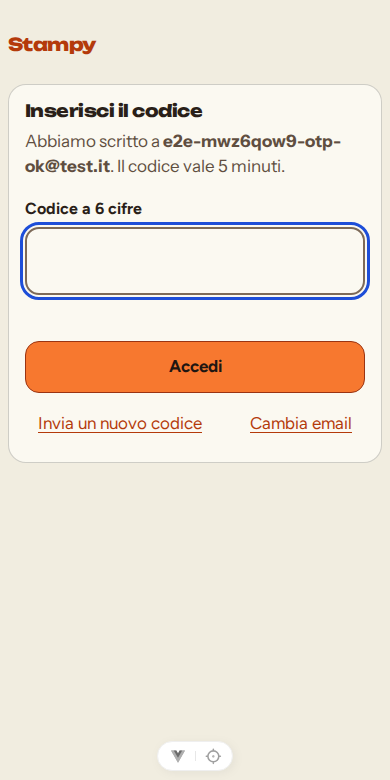 Stampy
Inserisci il codice
Abbiamo scritto a e2e-mwz6qow9-otp-
ok@test.it. Il codice vale 5 minuti.
Codice a 6 cifre
Accedi
Invia un nuovo codice
Cambia email